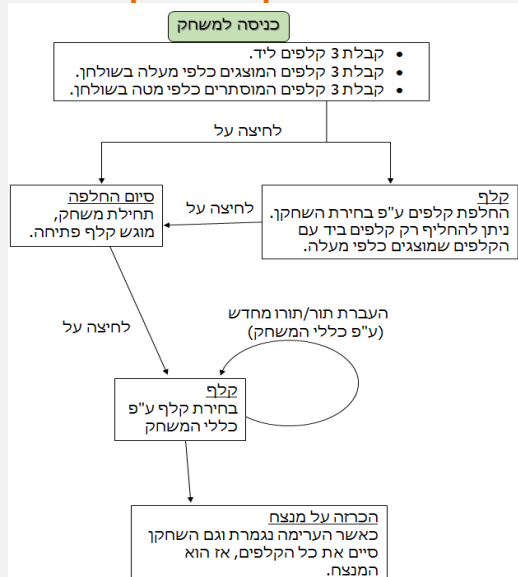 כניסה למשחק
• קבלת 3 קלפים ליד.
• קבלת 3 קלפים המוצגים כלפי מעלה בשולחן.
• קבלת 3 קלפים המוסתרים כלפי מטה בשולחן.
לחיצה על
קלף
החלפת קלפים ע"פ בחירת השחקן.
ניתן להחליף רק קלפים ביד עם
הקלפים שמוצגים כלפי מעלה.
לחיצה על
סיום החלפה
תחילת משחק,
מוגש קלף פתיחה.
לחיצה על
העברת תור/תורו מחדש
(ע"פ כללי המשחק)
קלף
בחירת קלף ע"פ
כללי המשחק
הכרזה על מנצח
כאשר הערימה נגמרת וגם השחקן
סיים את כל הקלפים, אז הוא
המנצח.